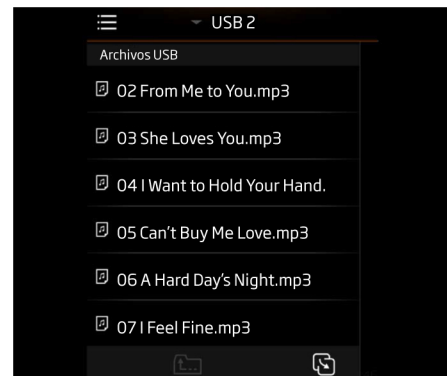 USB 2
Archivos USB
02 From Me to You.mp3
03 She Loves You.mp3
04 I Want to Hold Your Hand.
05 Can't Buy Me Love.mp3
06 A Hard Day's Night.mp3
07 I Feel Fine.mp3